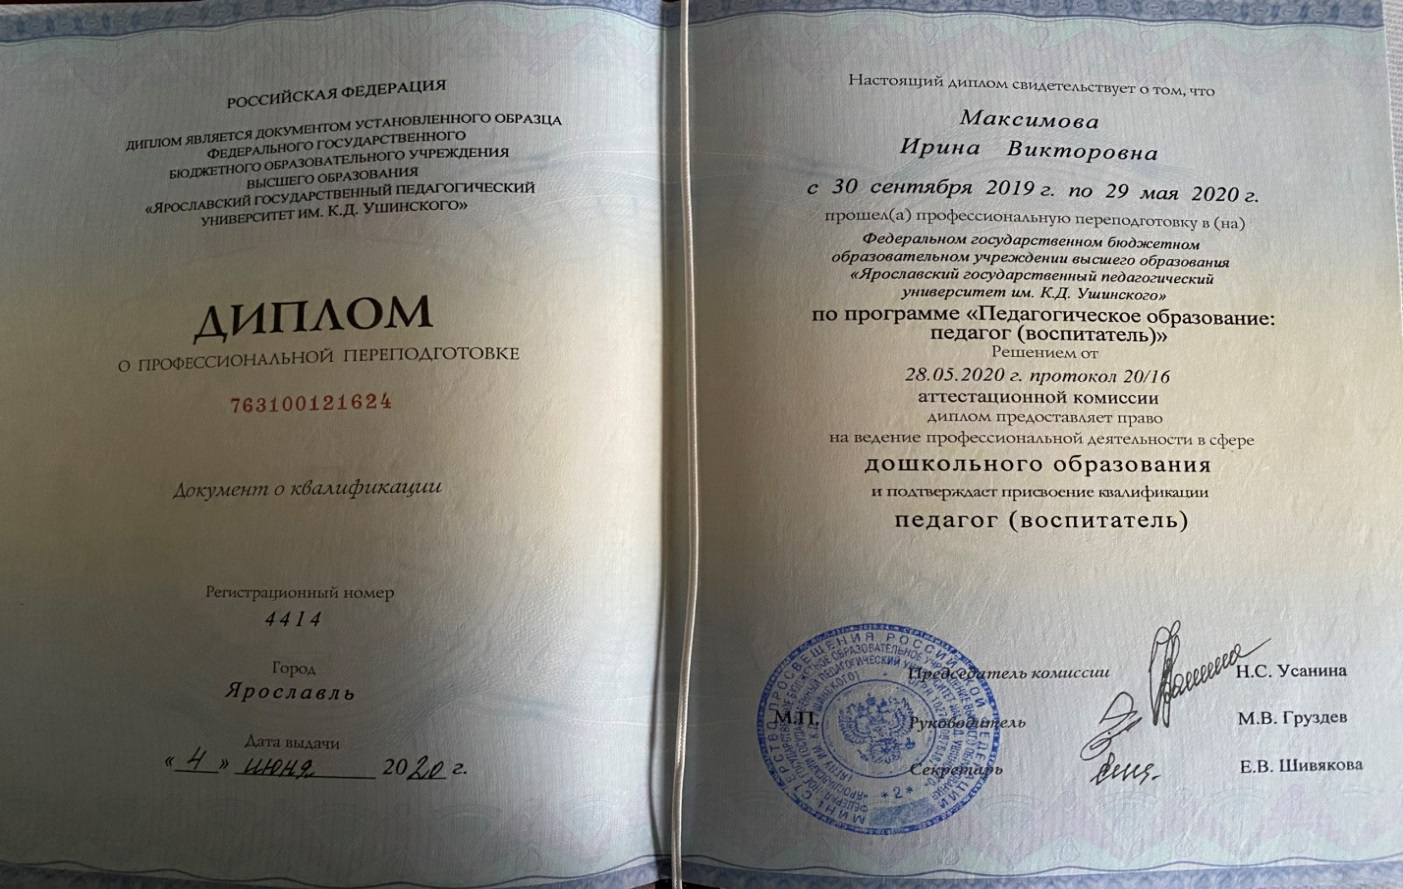 РОССИЙСКАЯ ФЕДЕРАЦИЯ
ДИПЛОМ ЯВЛЯЕТСЯ ДОКУМЕНТОМ УСТАНОВЛЕННОГО ОБРАЗЦА
ФЕДЕРАЛЬНОГО ГОСУДАРСТВЕННОГО
БЮДЖЕТНОГО ОБРАЗОВАТЕЛЬНОГО УЧРЕЖДЕНИЯ
ВЫСШЕГО ОБРАЗОВАНИЯ
«ЯРОСЛАВСКИЙ ГОСУДАРСТВЕННЫЙ ПЕДАГОГИЧЕСКИЙ
УНИВЕРСИТЕТ ИМ. К.Д. УШИНСКОГО»
ДИПЛОМ
О ПРОФЕССИОНАЛЬНОЙ ПЕРЕПОДГОТОВКЕ
763100121624
Документ о квалификации
Регистрационный номер
4414
Город
Ярославль
Дата выдачи
« 4 » июня 2020 г.
Настоящий диплом свидетельствует о том, что
Максимова
Ирина Викторовна
с 30 сентября 2019 г. по 29 мая 2020 г.
прошел(а) профессиональную переподготовку в (на)
Федеральном государственном бюджетном
образовательном учреждении высшего образования
«Ярославский государственный педагогический
университет им. К.Д. Ушинского»
по программе «Педагогическое образование:
педагог (воспитатель)»
Решением от
28.05.2020 г. протокол 20/16
аттестационной комиссии
диплом предоставляет право
на ведение профессиональной деятельности в сфере
дошкольного образования
и подтверждает присвоение квалификации
педагог (воспитатель)
Председатель комиссии Н.С. Усанина
М.П. Руководитель М.В. Груздев
Секретарь Е.В. Шивякова
МИНИСТЕРСТВО ПРОСВЕЩЕНИЯ РОССИЙСКОЙ ФЕДЕРАЦИИ
* 2 *